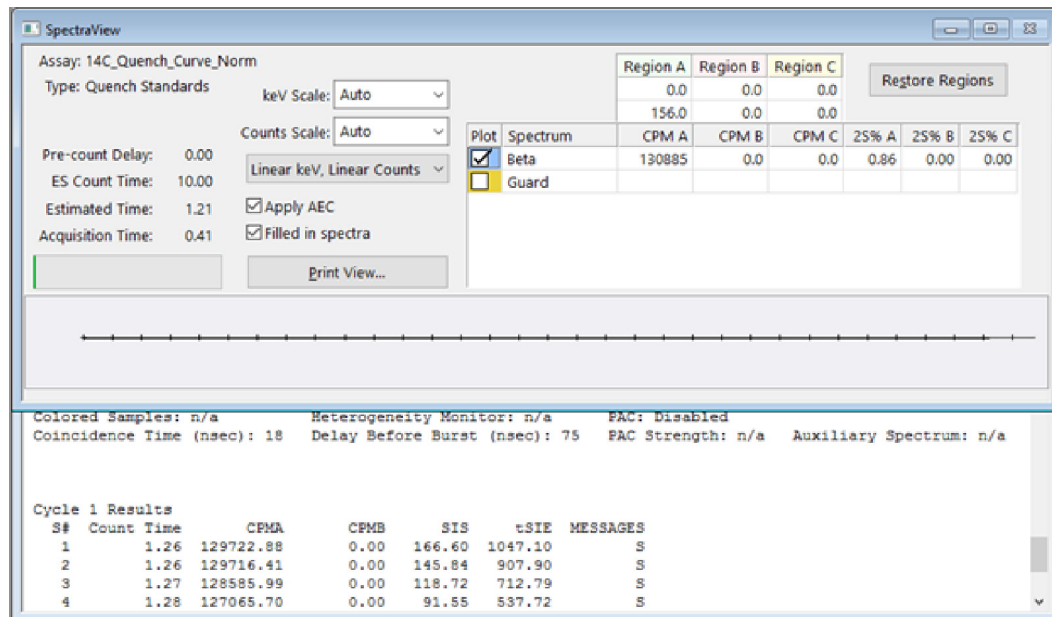 SpectraView
Assay: 14C_Quench_Curve_Norm
Type: Quench Standards
keV Scale: Auto
Counts Scale: Auto
Linear keV, Linear Counts
Pre-count Delay: 0.00
ES Count Time: 10.00
Estimated Time: 1.21
Acquisition Time: 0.41
Apply AEC
Filled in spectra
Print View...
Region A Region B Region C
0.0 0.0 0.0
156.0 0.0 0.0
Restore Regions
Plot Spectrum CPM A CPM B CPM C 2S% A 2S% B 2S% C
Beta 130885 0.0 0.0 0.86 0.00 0.00
Guard
Colored Samples: n/a Heterogeneity Monitor: n/a PAC: Disabled
Coincidence Time (nsec): 18 Delay Before Burst (nsec): 75 PAC Strength: n/a Auxiliary Spectrum: n/a
Cycle 1 Results
S# Count Time CPMA CPMB SIS tSIE MESSAGES
1 1.26 129722.88 0.00 166.60 1047.10 S
2 1.26 129716.41 0.00 145.84 907.90 S
3 1.27 128585.99 0.00 118.72 712.79 S
4 1.28 127065.70 0.00 91.55 537.72 S